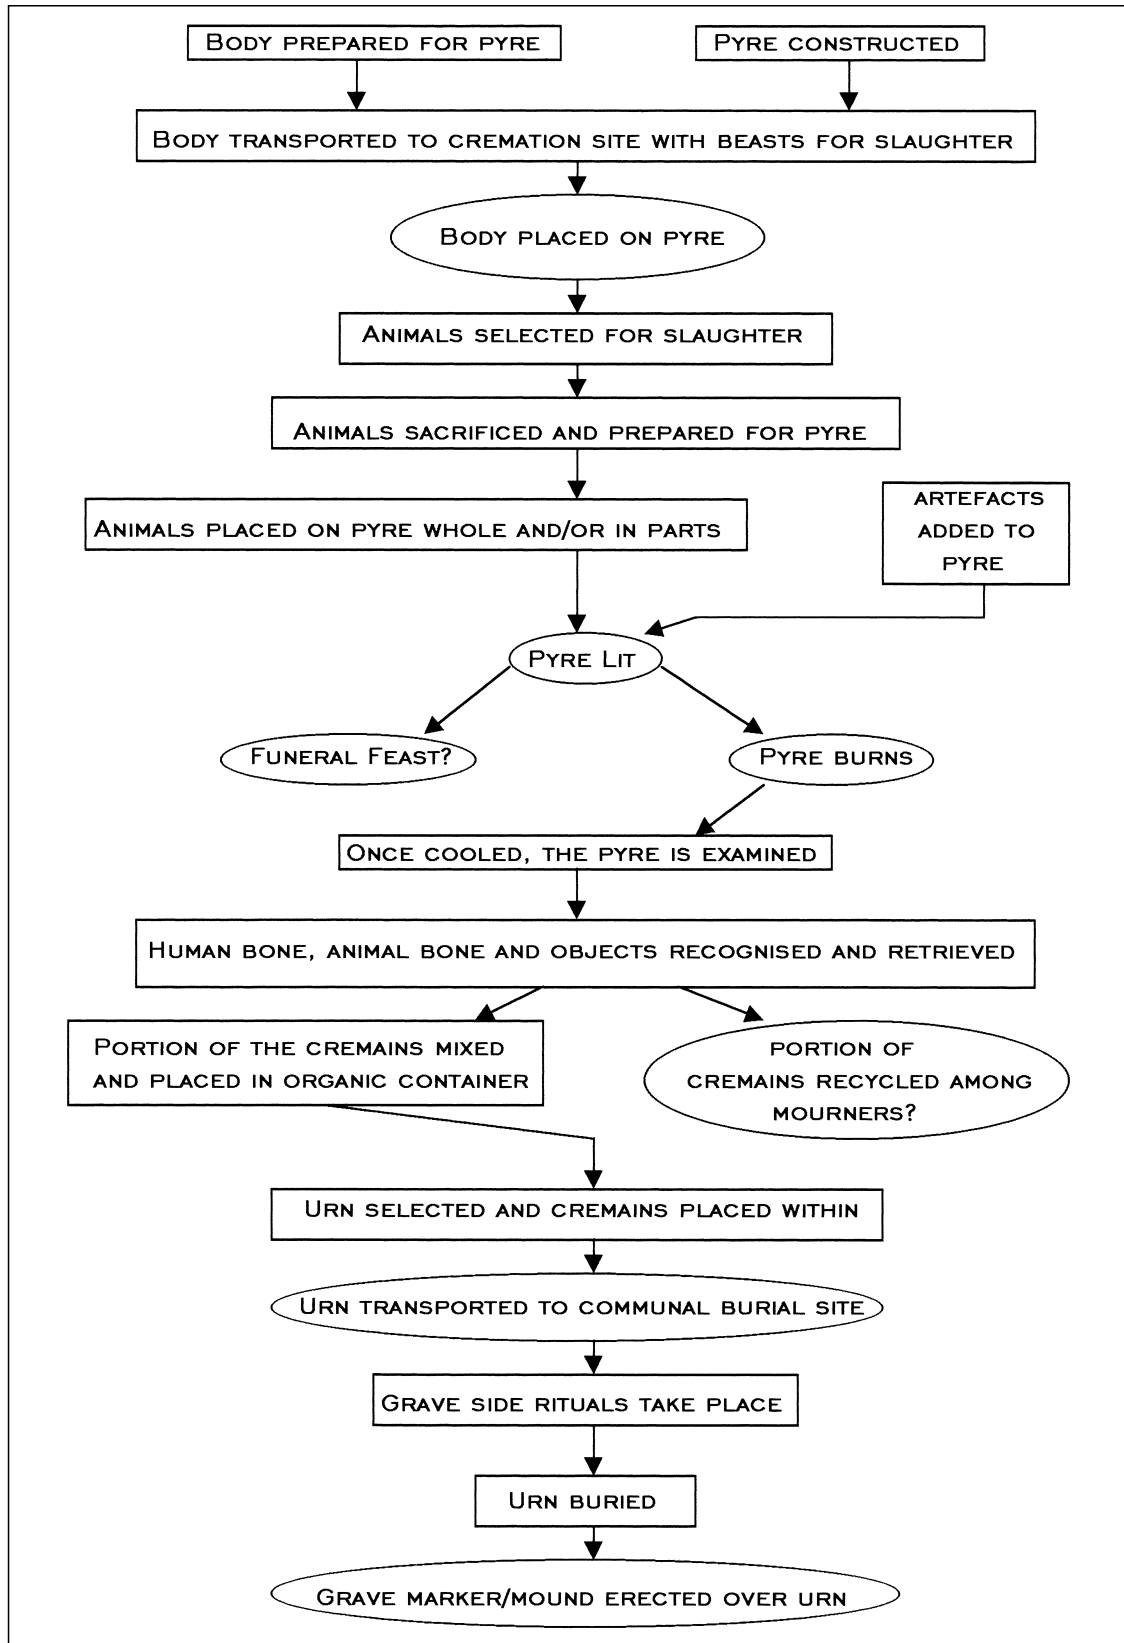 Body prepared for pyre
Pyre constructed
Body transported to cremation site with beasts for slaughter
Body placed on pyre
Animals selected for slaughter
Animals sacrificed and prepared for pyre
Animals placed on pyre whole and/or in parts
artefacts
added to
pyre
Pyre Lit
Funeral Feast?
Pyre burns
Once cooled, the pyre is examined
Human bone, animal bone and objects recognised and retrieved
Portion of the cremains mixed
and placed in organic container
portion of
cremains recycled among
mourners?
Urn selected and cremains placed within
Urn transported to communal burial site
Grave side rituals take place
Urn buried
Grave marker/mound erected over urn